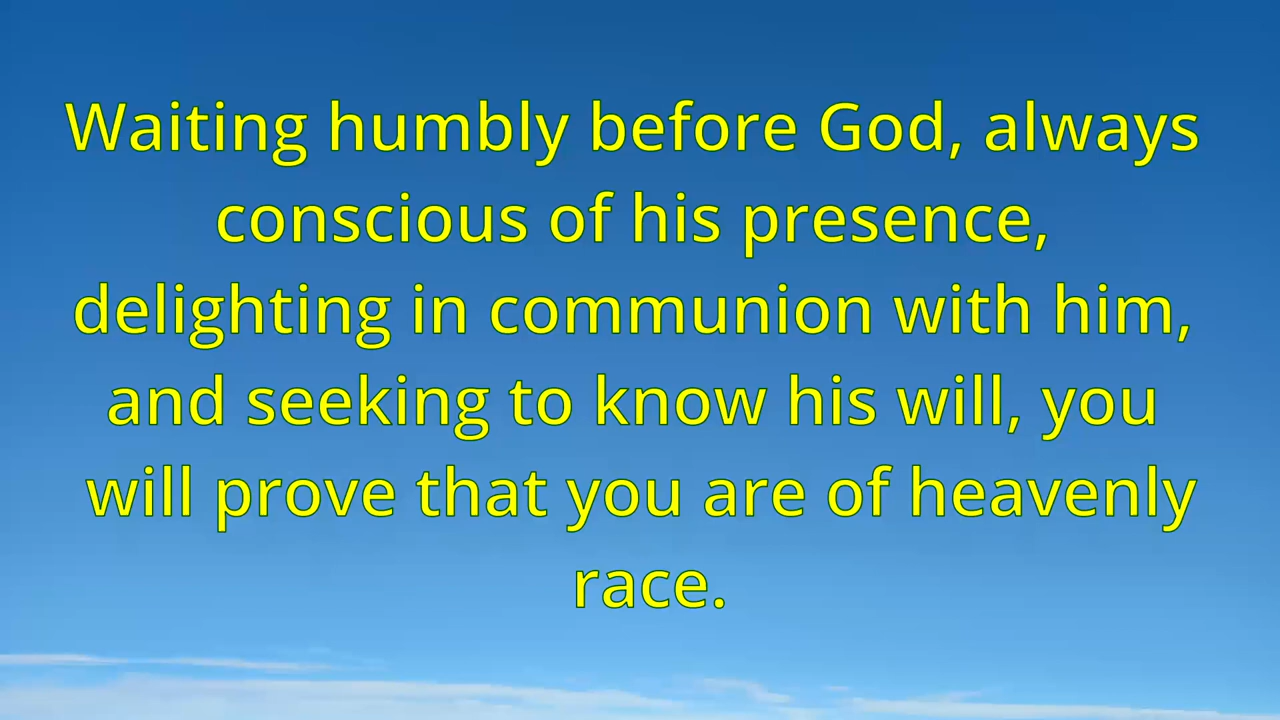 Waiting humbly before God, always
conscious of his presence,
delighting in communion with him,
and seeking to know his will, you
will prove that you are of heavenly
race.